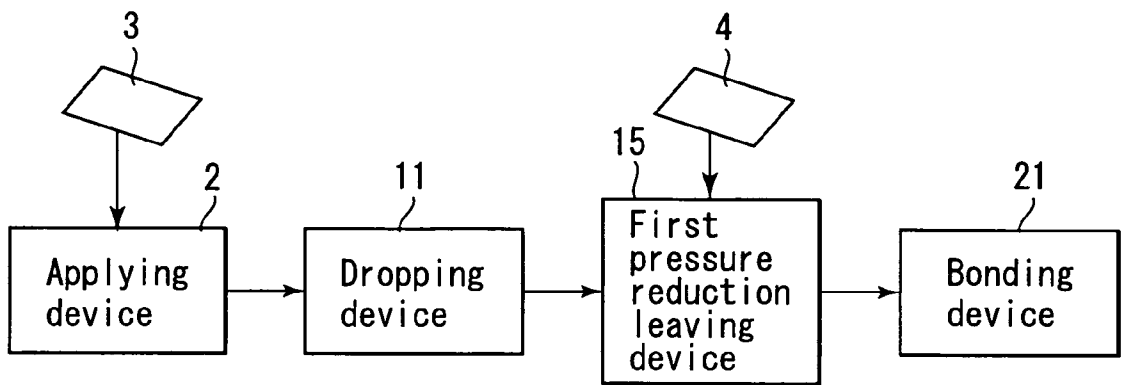 3
4
2
Applying
device
11
Dropping
device
15
First
pressure
reduction
leaving
device
21
Bonding
device